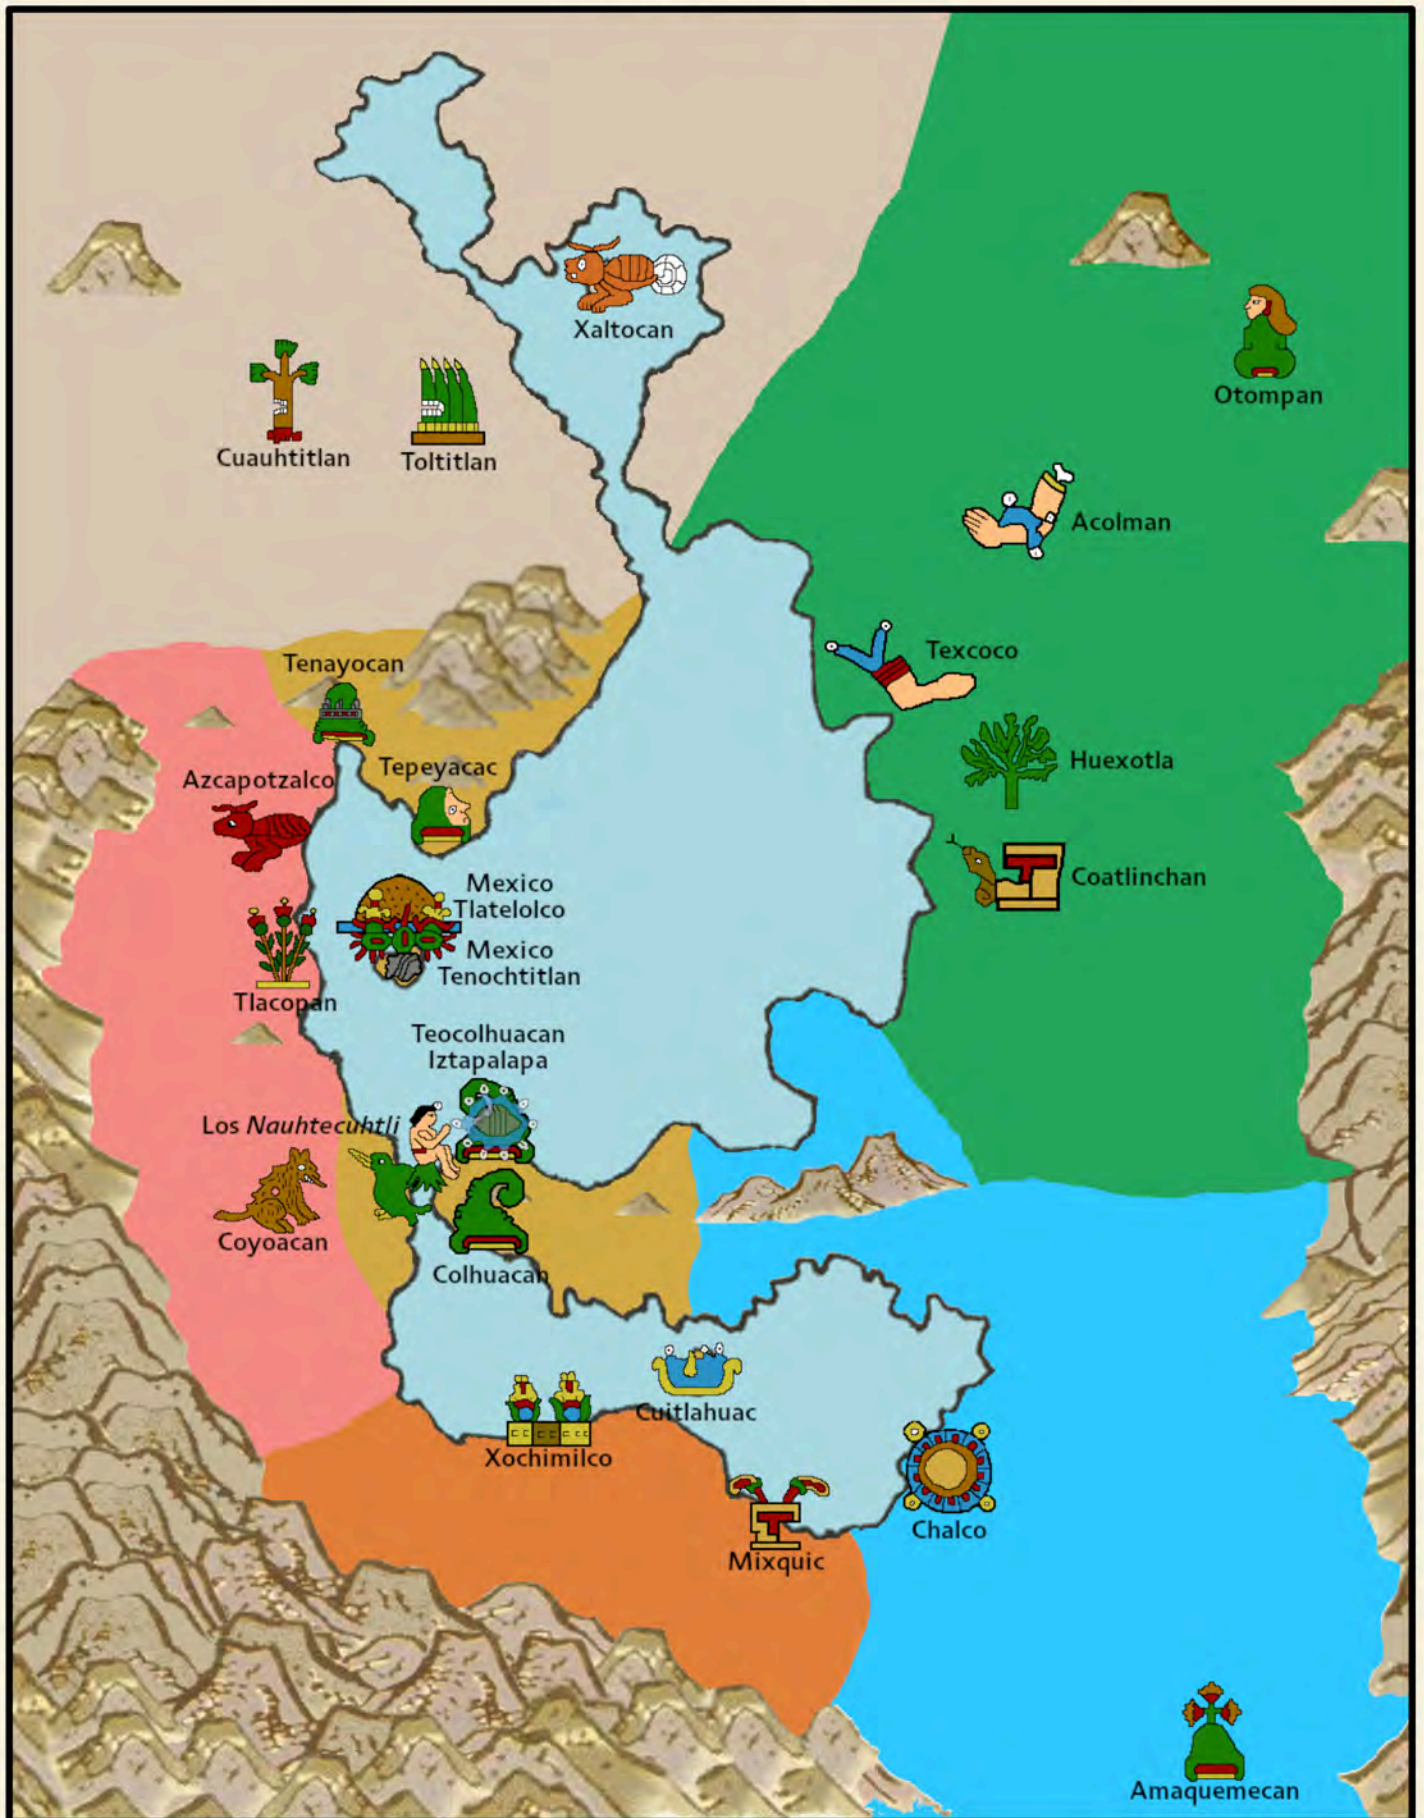 Xaltocan
Otompan
Cuauhtitlan
Toltitlan
Acolman
Texcoco
Tenayocan
Huexotla
Tepeyacac
Azcapotzalco
Coatlinchan
Mexico
Tlatelolco
Mexico
Tenochtitlan
Tlacopan
Teocolhuacan
Iztapalapa
Los Nauhtecuhtli
Coyoacan
Colhuacan
Cuitlahuac
Xochimilco
Chalco
Mixquic
Amaquemecan